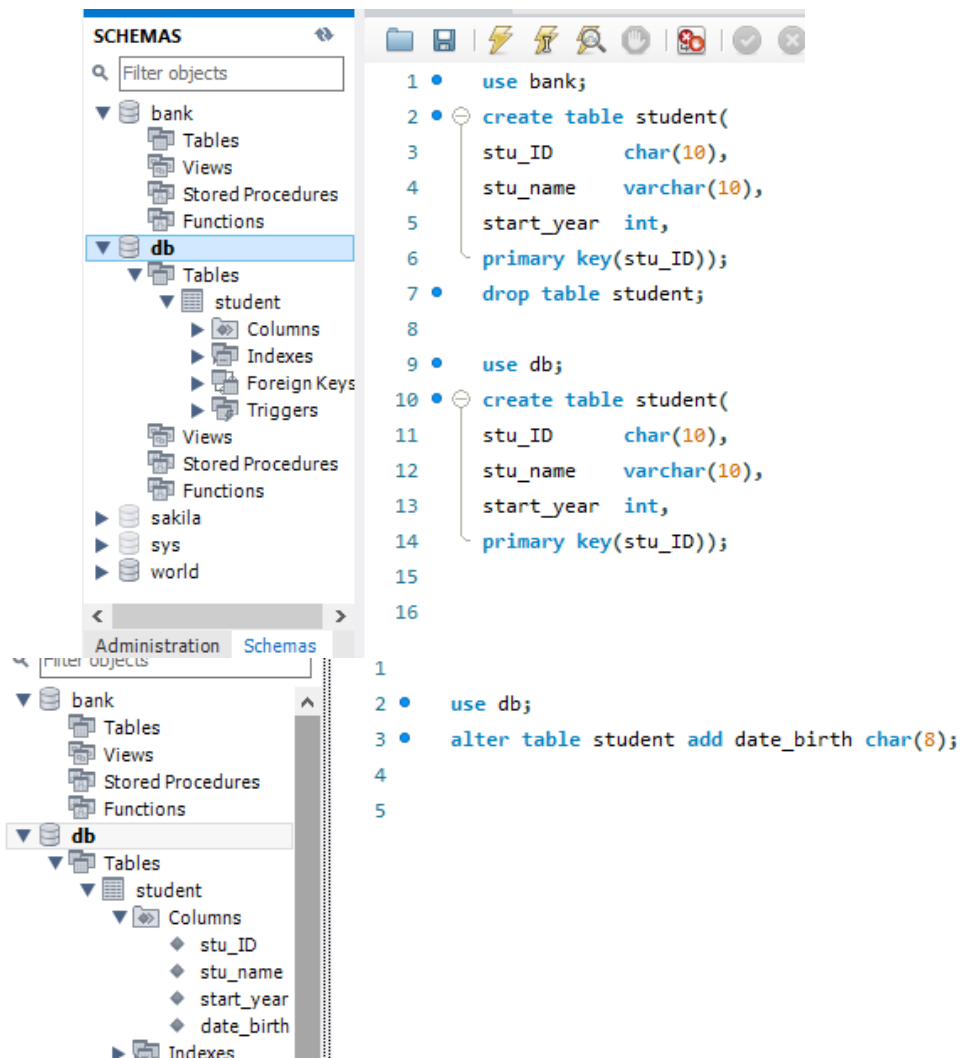 SCHEMAS
Filter objects
bank
Tables
Views
Stored Procedures
Functions
db
Tables
student
Columns
Indexes
Foreign Keys
Triggers
Views
Stored Procedures
Functions
sakila
sys
world
Administration Schemas
1 use bank;
2 create table student(
3 stu_ID char(10),
4 stu_name varchar(10),
5 start_year int,
6 primary key(stu_ID));
7 drop table student;
8
9 use db;
10 create table student(
11 stu_ID char(10),
12 stu_name varchar(10),
13 start_year int,
14 primary key(stu_ID));
15
16
Filter objects
bank
Tables
Views
Stored Procedures
Functions
db
Tables
student
Columns
stu_ID
stu_name
start_year
date_birth
Indexes
1
2 use db;
3 alter table student add date_birth char(8);
4
5